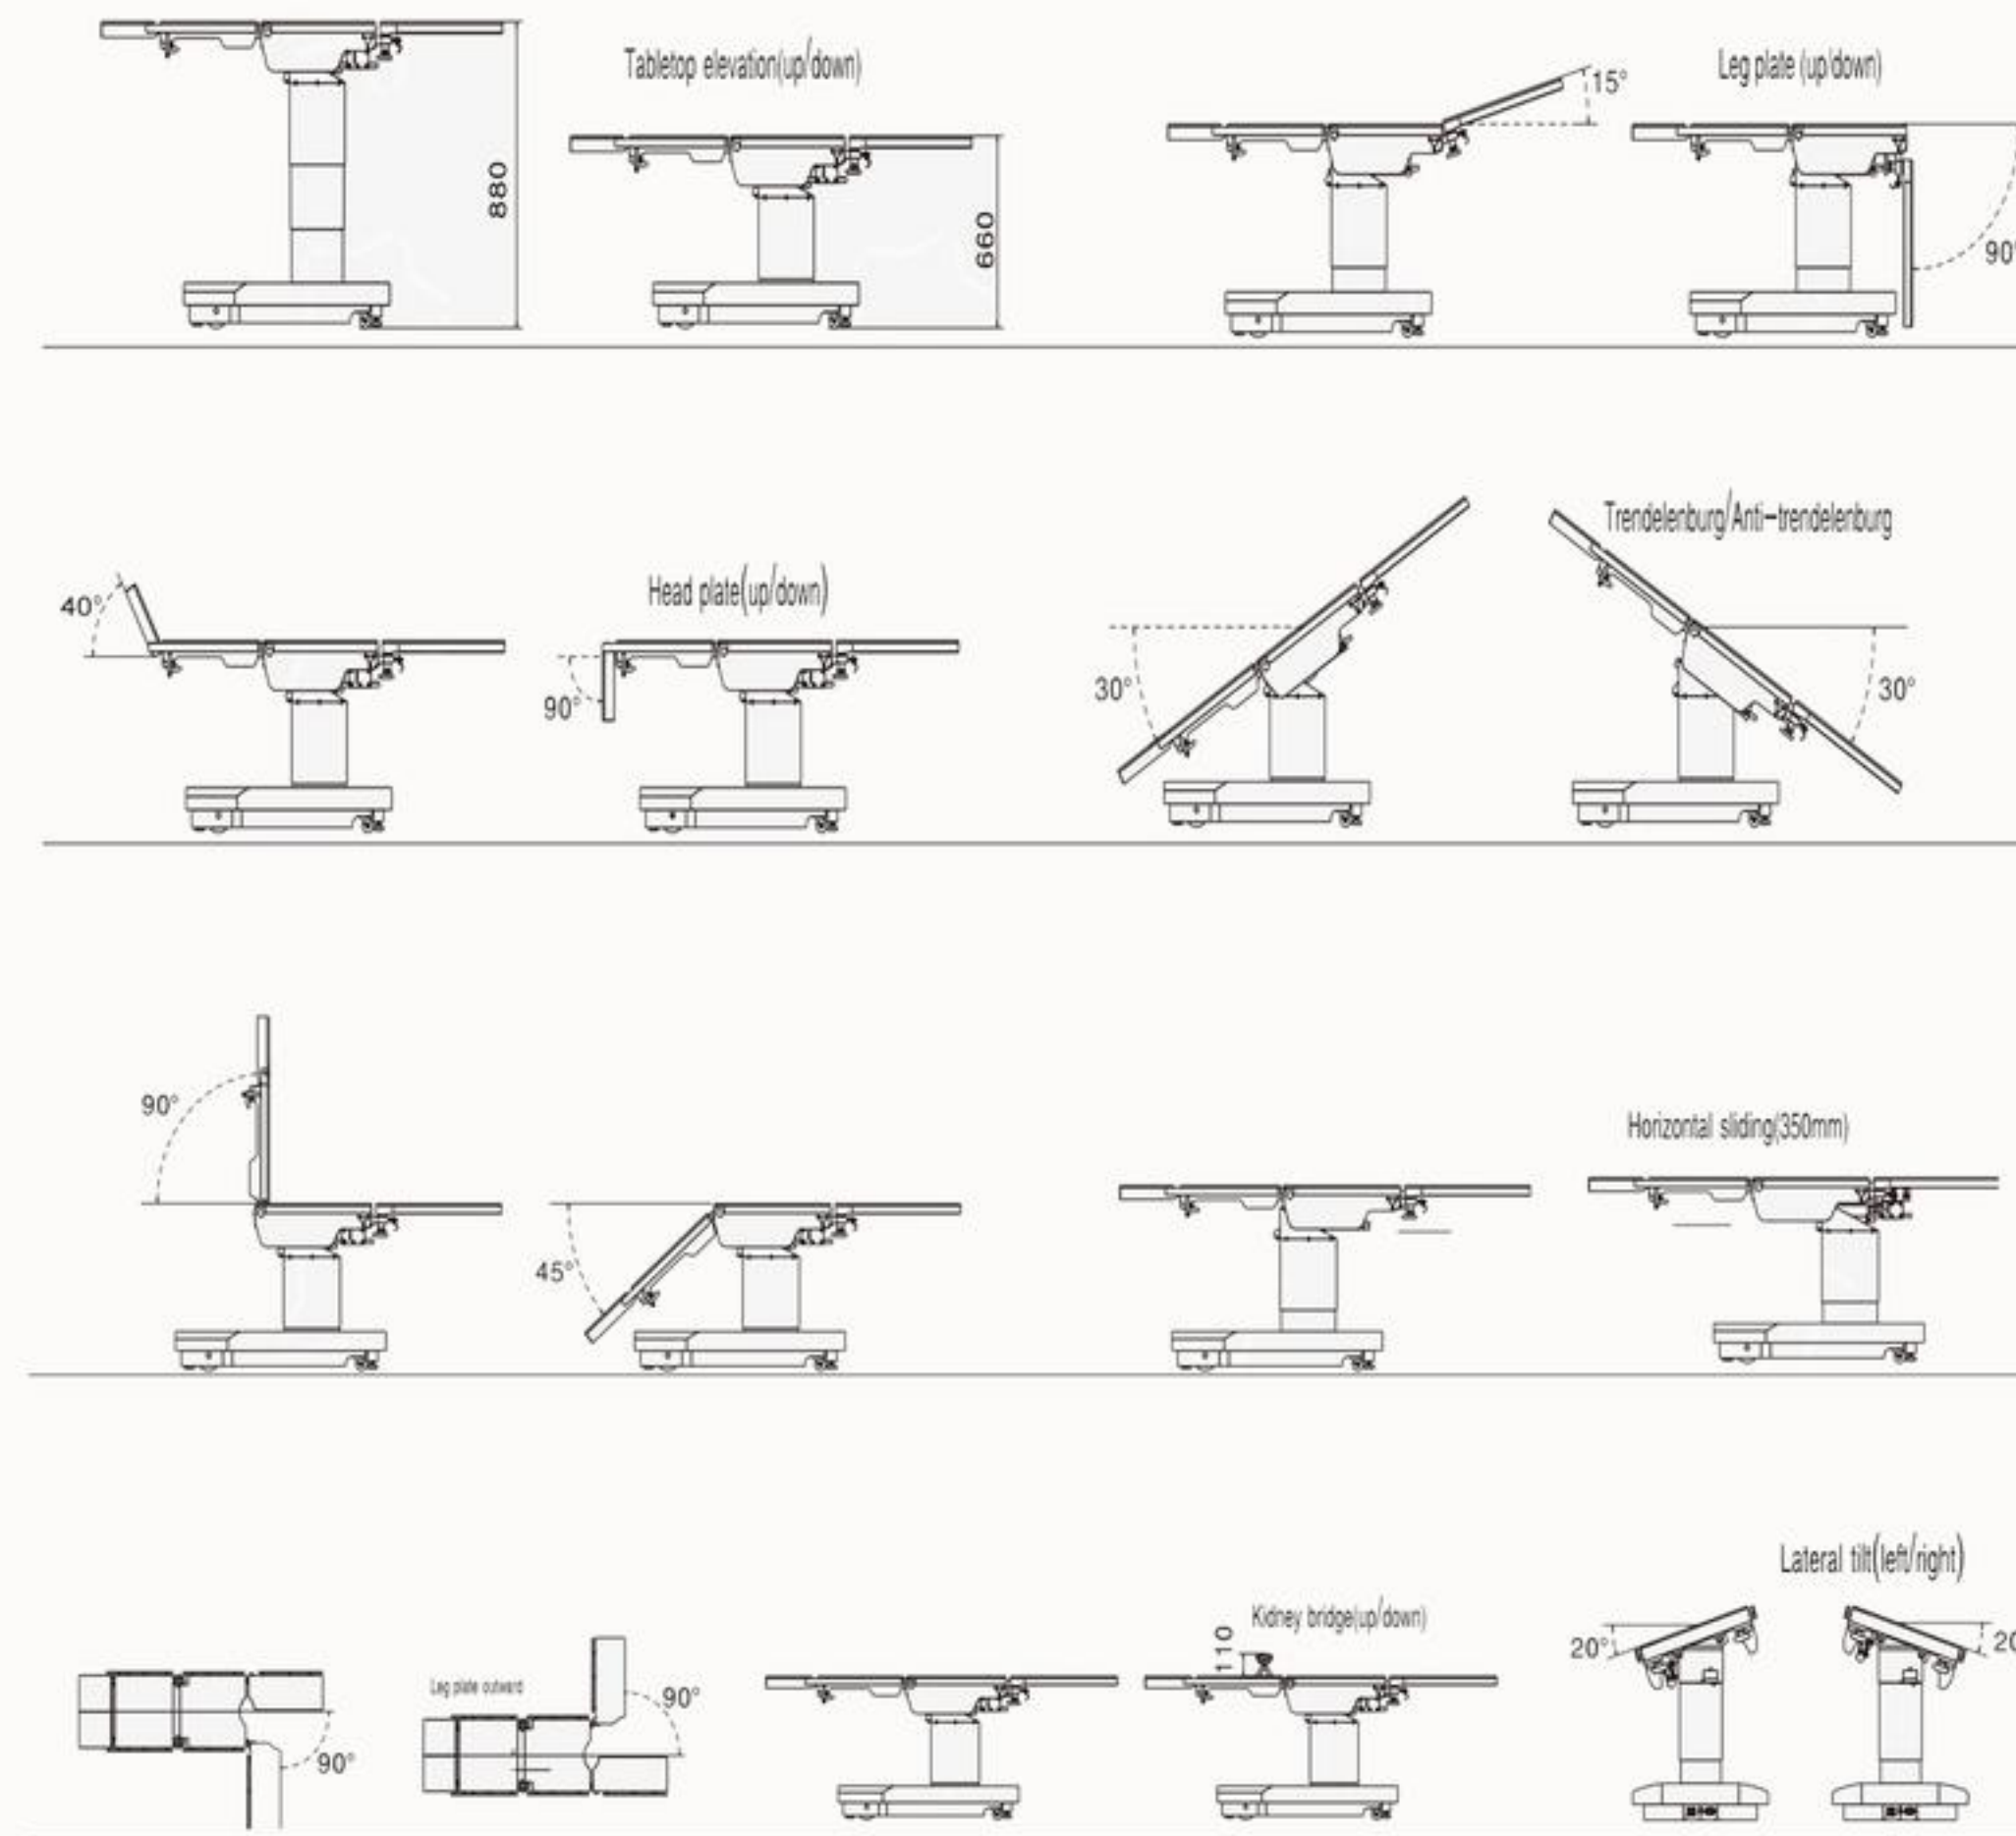 Tabletop elevation(up/down)
880
660
Leg plate (up/down)
15°
90°
Head plate(up/down)
40°
90°
Trendelenburg/Anti-trendelenburg
30°
30°
90°
45°
Horizontal sliding(350mm)
90°
Leg plate outward
90°
Kidney bridge(up/down)
110
Lateral tilt(left/right)
20°
20